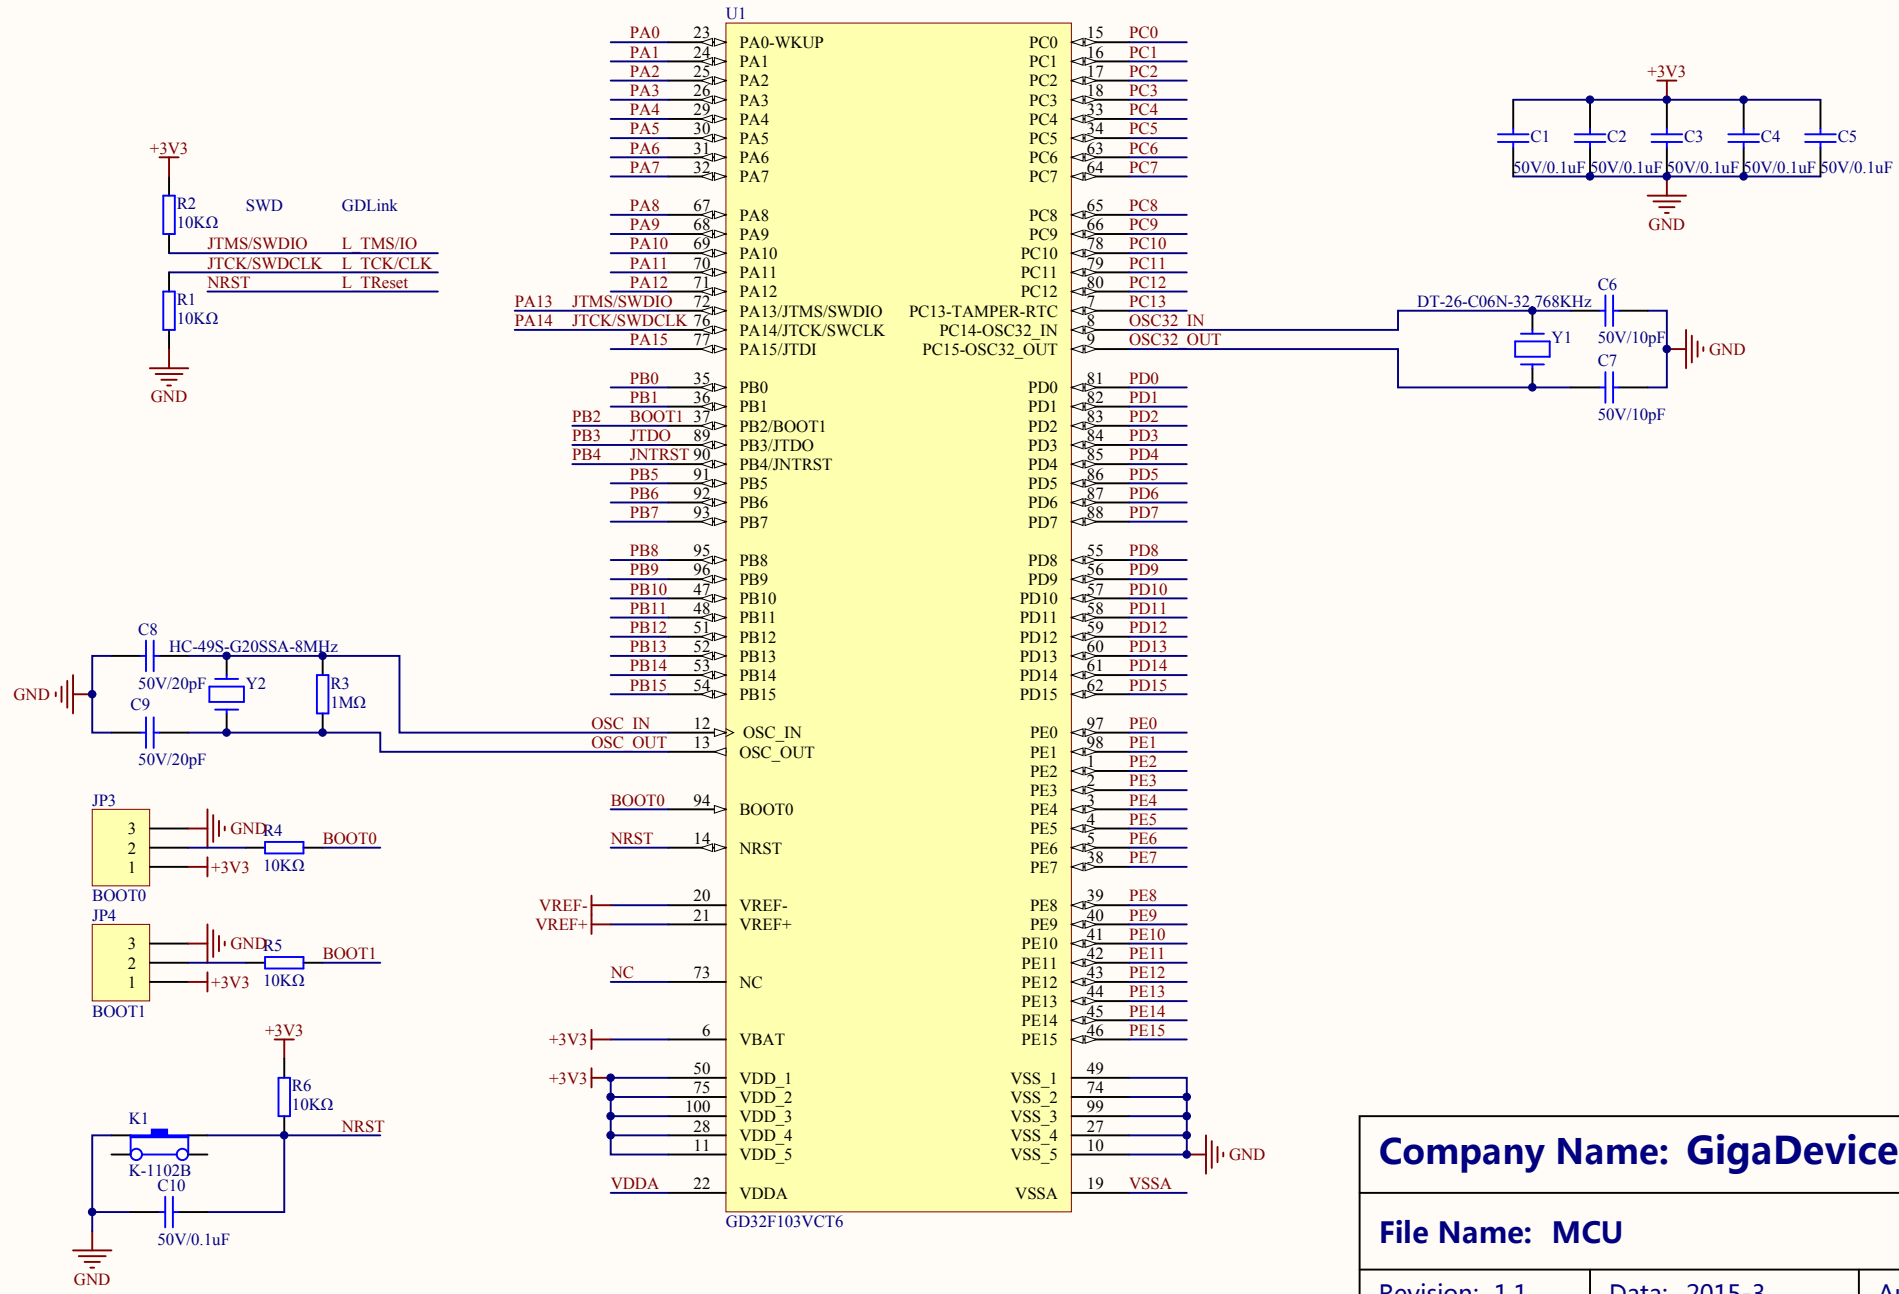 U1
PA0 23 PA0-WKUP PC0 15 PC0
PA1 24 PA1 PC1 16 PC1
PA2 25 PA2 PC2 17 PC2
PA3 26 PA3 PC3 18 PC3
PA4 29 PA4 PC4 33 PC4
PA5 30 PA5 PC5 34 PC5
PA6 31 PA6 PC6 63 PC6
PA7 32 PA7 PC7 64 PC7
PA8 67 PA8 PC8 65 PC8
PA9 68 PA9 PC9 66 PC9
PA10 69 PA10 PC10 78 PC10
PA11 70 PA11 PC11 79 PC11
PA12 71 PA12 PC12 80 PC12
PA13 JTMS/SWDIO 72 PA13/JTMS/SWDIO PC13-TAMPER-RTC 7 PC13
PA14 JTCK/SWDCLK 76 PA14/JTCK/SWCLK PC14-OSC32_IN 8 OSC32_IN
PA15 77 PA15/JTDI PC15-OSC32_OUT 9 OSC32_OUT
PB0 35 PB0 PD0 81 PD0
PB1 36 PB1 PD1 82 PD1
PB2 BOOT1 37 PB2/BOOT1 PD2 83 PD2
PB3 JTDO 89 PB3/JTDO PD3 84 PD3
PB4 JNTRST 90 PB4/JNTRST PD4 85 PD4
PB5 91 PB5 PD5 86 PD5
PB6 92 PB6 PD6 87 PD6
PB7 93 PB7 PD7 88 PD7
PB8 95 PB8 PD8 55 PD8
PB9 96 PB9 PD9 56 PD9
PB10 47 PB10 PD10 57 PD10
PB11 48 PB11 PD11 58 PD11
PB12 51 PB12 PD12 59 PD12
PB13 52 PB13 PD13 60 PD13
PB14 53 PB14 PD14 61 PD14
PB15 54 PB15 PD15 62 PD15
OSC_IN 12 OSC_IN PE0 97 PE0
OSC_OUT 13 OSC_OUT PE1 98 PE1
PE2 1 PE2
PE3 2 PE3
BOOT0 94 BOOT0 PE4 3 PE4
PE5 4 PE5
NRST 14 NRST PE6 5 PE6
PE7 38 PE7
VREF- 20 VREF- PE8 39 PE8
VREF+ 21 VREF+ PE9 40 PE9
PE10 41 PE10
PE11 42 PE11
NC 73 NC PE12 43 PE12
PE13 44 PE13
PE14 45 PE14
+3V3 6 VBAT PE15 46 PE15
+3V3 50 VDD_1 VSS_1 49
75 VDD_2 VSS_2 74
100 VDD_3 VSS_3 99
28 VDD_4 VSS_4 27
11 VDD_5 VSS_5 10 GND
VDDA 22 VDDA VSSA 19 VSSA
GD32F103VCT6
+3V3
R2
10KΩ
SWD GDLink
JTMS/SWDIO L_TMS/IO
JTCK/SWDCLK L_TCK/CLK
NRST L_TReset
R1
10KΩ
GND
C8
HC-49S-G20SSA-8MHz
50V/20pF Y2 R3
GND 1MΩ
C9
50V/20pF
JP3
3 GND
2 R4 BOOT0
1 +3V3 10KΩ
BOOT0
JP4
3 GND
2 R5 BOOT1
1 +3V3 10KΩ
BOOT1
+3V3
R6
10KΩ
K1
NRST
K-1102B
C10
50V/0.1uF
GND
+3V3
C1 C2 C3 C4 C5
50V/0.1uF 50V/0.1uF 50V/0.1uF 50V/0.1uF 50V/0.1uF
GND
C6
DT-26-C06N-32.768KHz
Y1 50V/10pF
GND
C7
50V/10pF
Company Name: GigaDevice
File Name: MCU
Revision: 1.1 Data: 2015-3